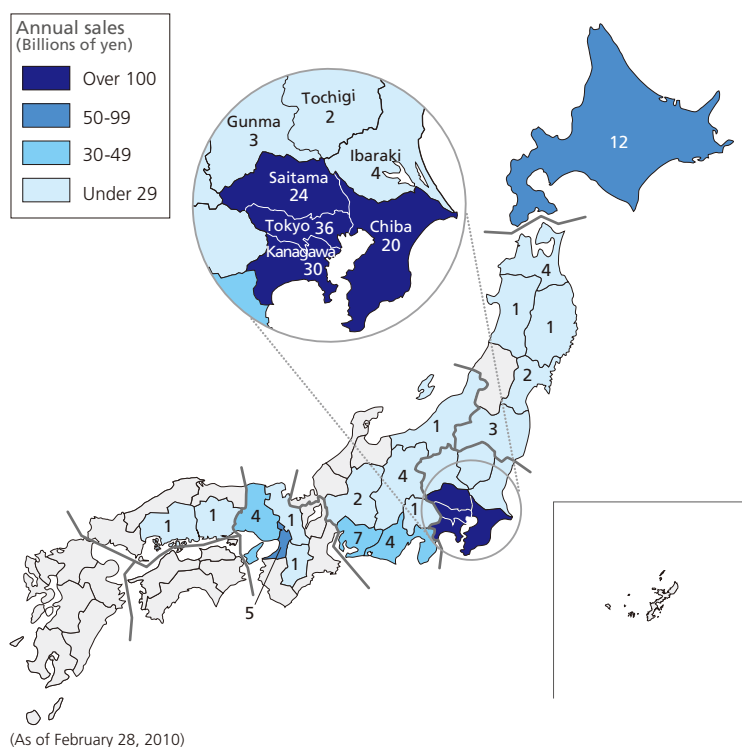 Annual sales
(Billions of yen)
Over 100
50-99
30-49
Under 29
Tochigi
2
Gunma
3
Ibaraki
4
Saitama
24
Tokyo 36
Chiba
20
Kanagawa
30
12
4
1
1
2
3
1
4
2
1
7
4
1
1
4
1
1
5
(As of February 28, 2010)